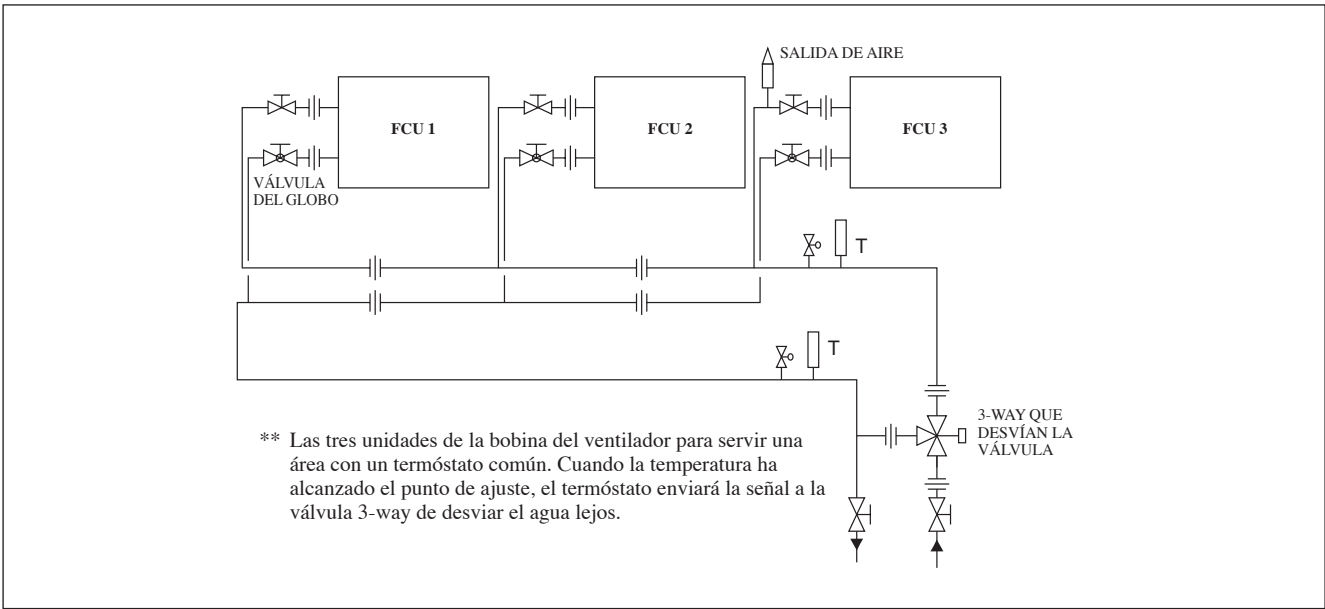 SALIDA DE AIRE
FCU 1
FCU 2
FCU 3
VÁLVULA
DEL GLOBO
T
T
3-WAY QUE
DESVÍAN LA
VÁLVULA
** Las tres unidades de la bobina del ventilador para servir una
área con un termóstato común. Cuando la temperatura ha
alcanzado el punto de ajuste, el termóstato enviará la señal a la
válvula 3-way de desviar el agua lejos.